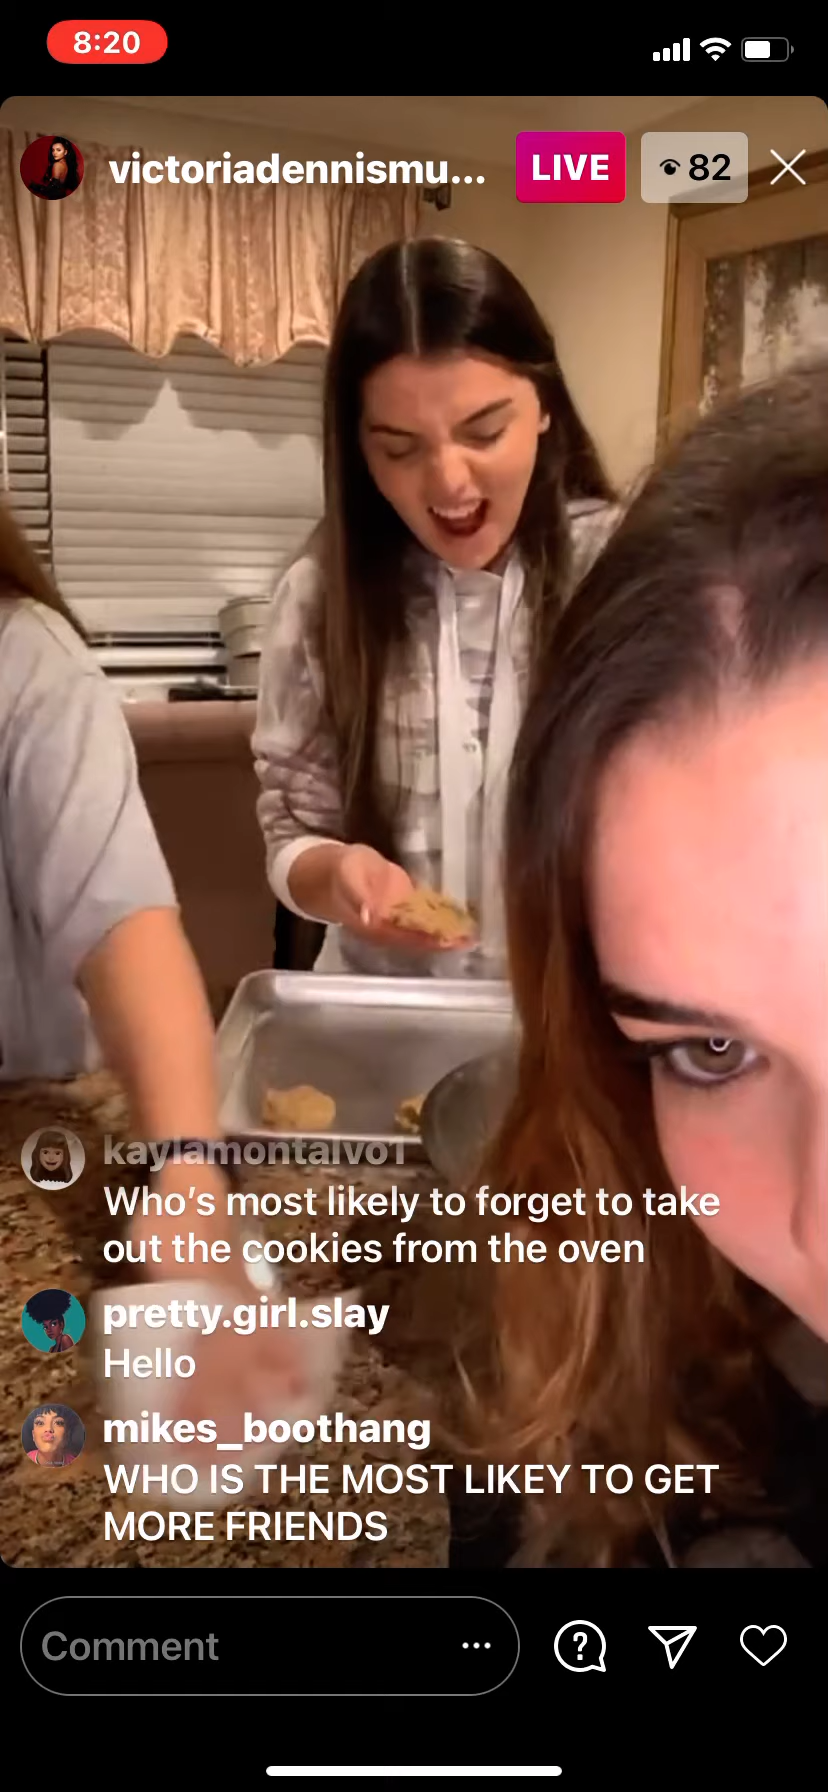 8:20
victoriadennismu...
LIVE
82
kaylamontalvo1
Who's most likely to forget to take
out the cookies from the oven
pretty.girl.slay
Hello
mikes_boothang
WHO IS THE MOST LIKEY TO GET
MORE FRIENDS
Comment